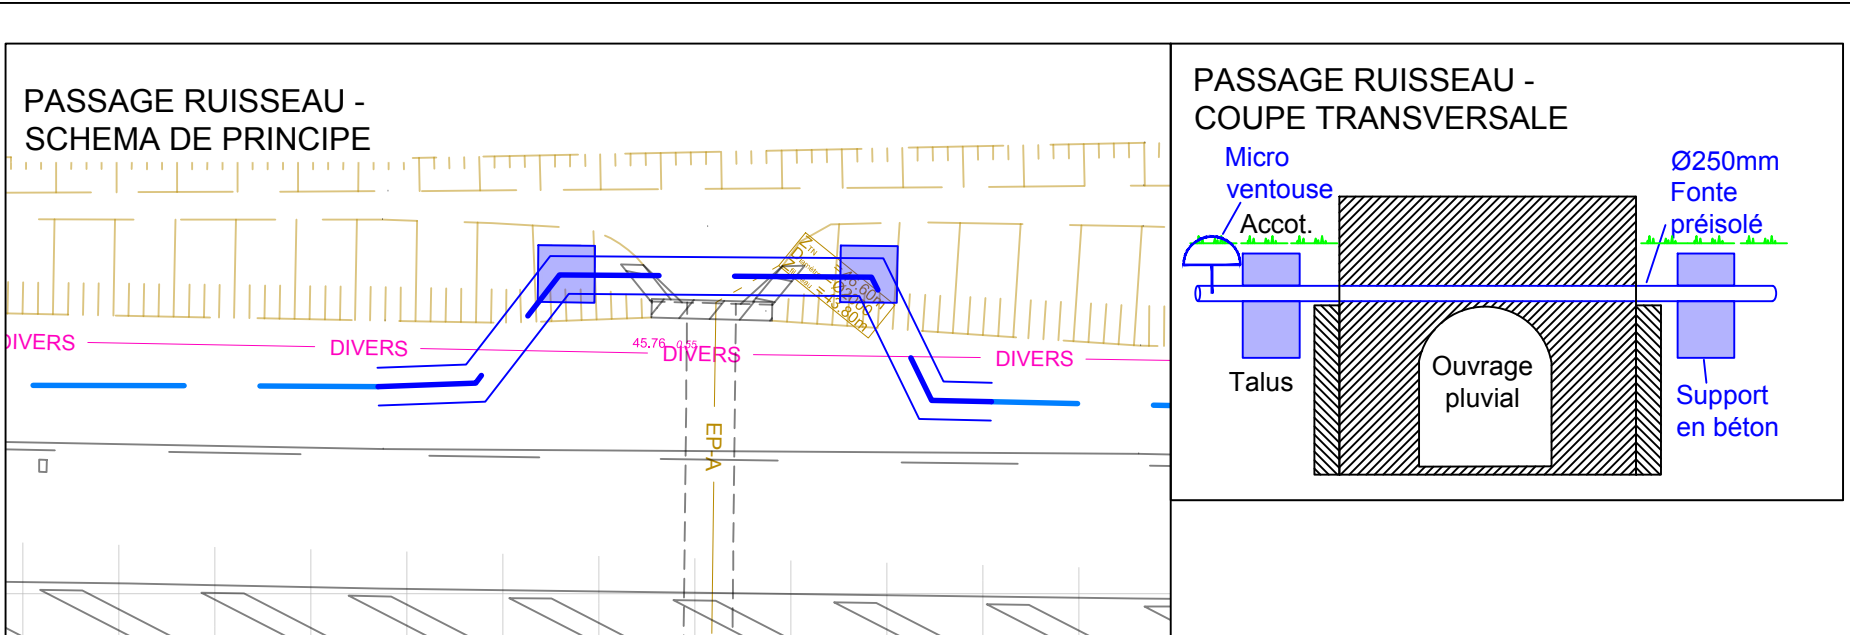 PASSAGE RUISSEAU -
SCHEMA DE PRINCIPE
DIVERS
DIVERS
45.76
DIVERS
DIVERS
EP-A
PASSAGE RUISSEAU -
COUPE TRANSVERSALE
Micro
ventouse
Accot.
Ø250mm
Fonte
préisolé
Talus
Ouvrage
pluvial
Support
en béton